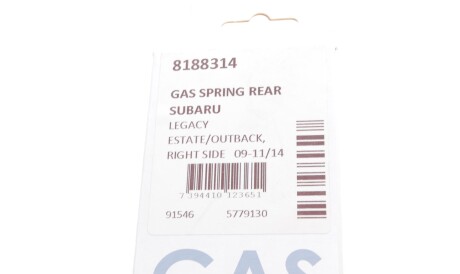 8188314
GAS SPRING REAR
SUBARU
LEGACY
ESTATE/OUTBACK,
RIGHT SIDE 09-11/14
7 394410 123651
91546 5779130
GAS